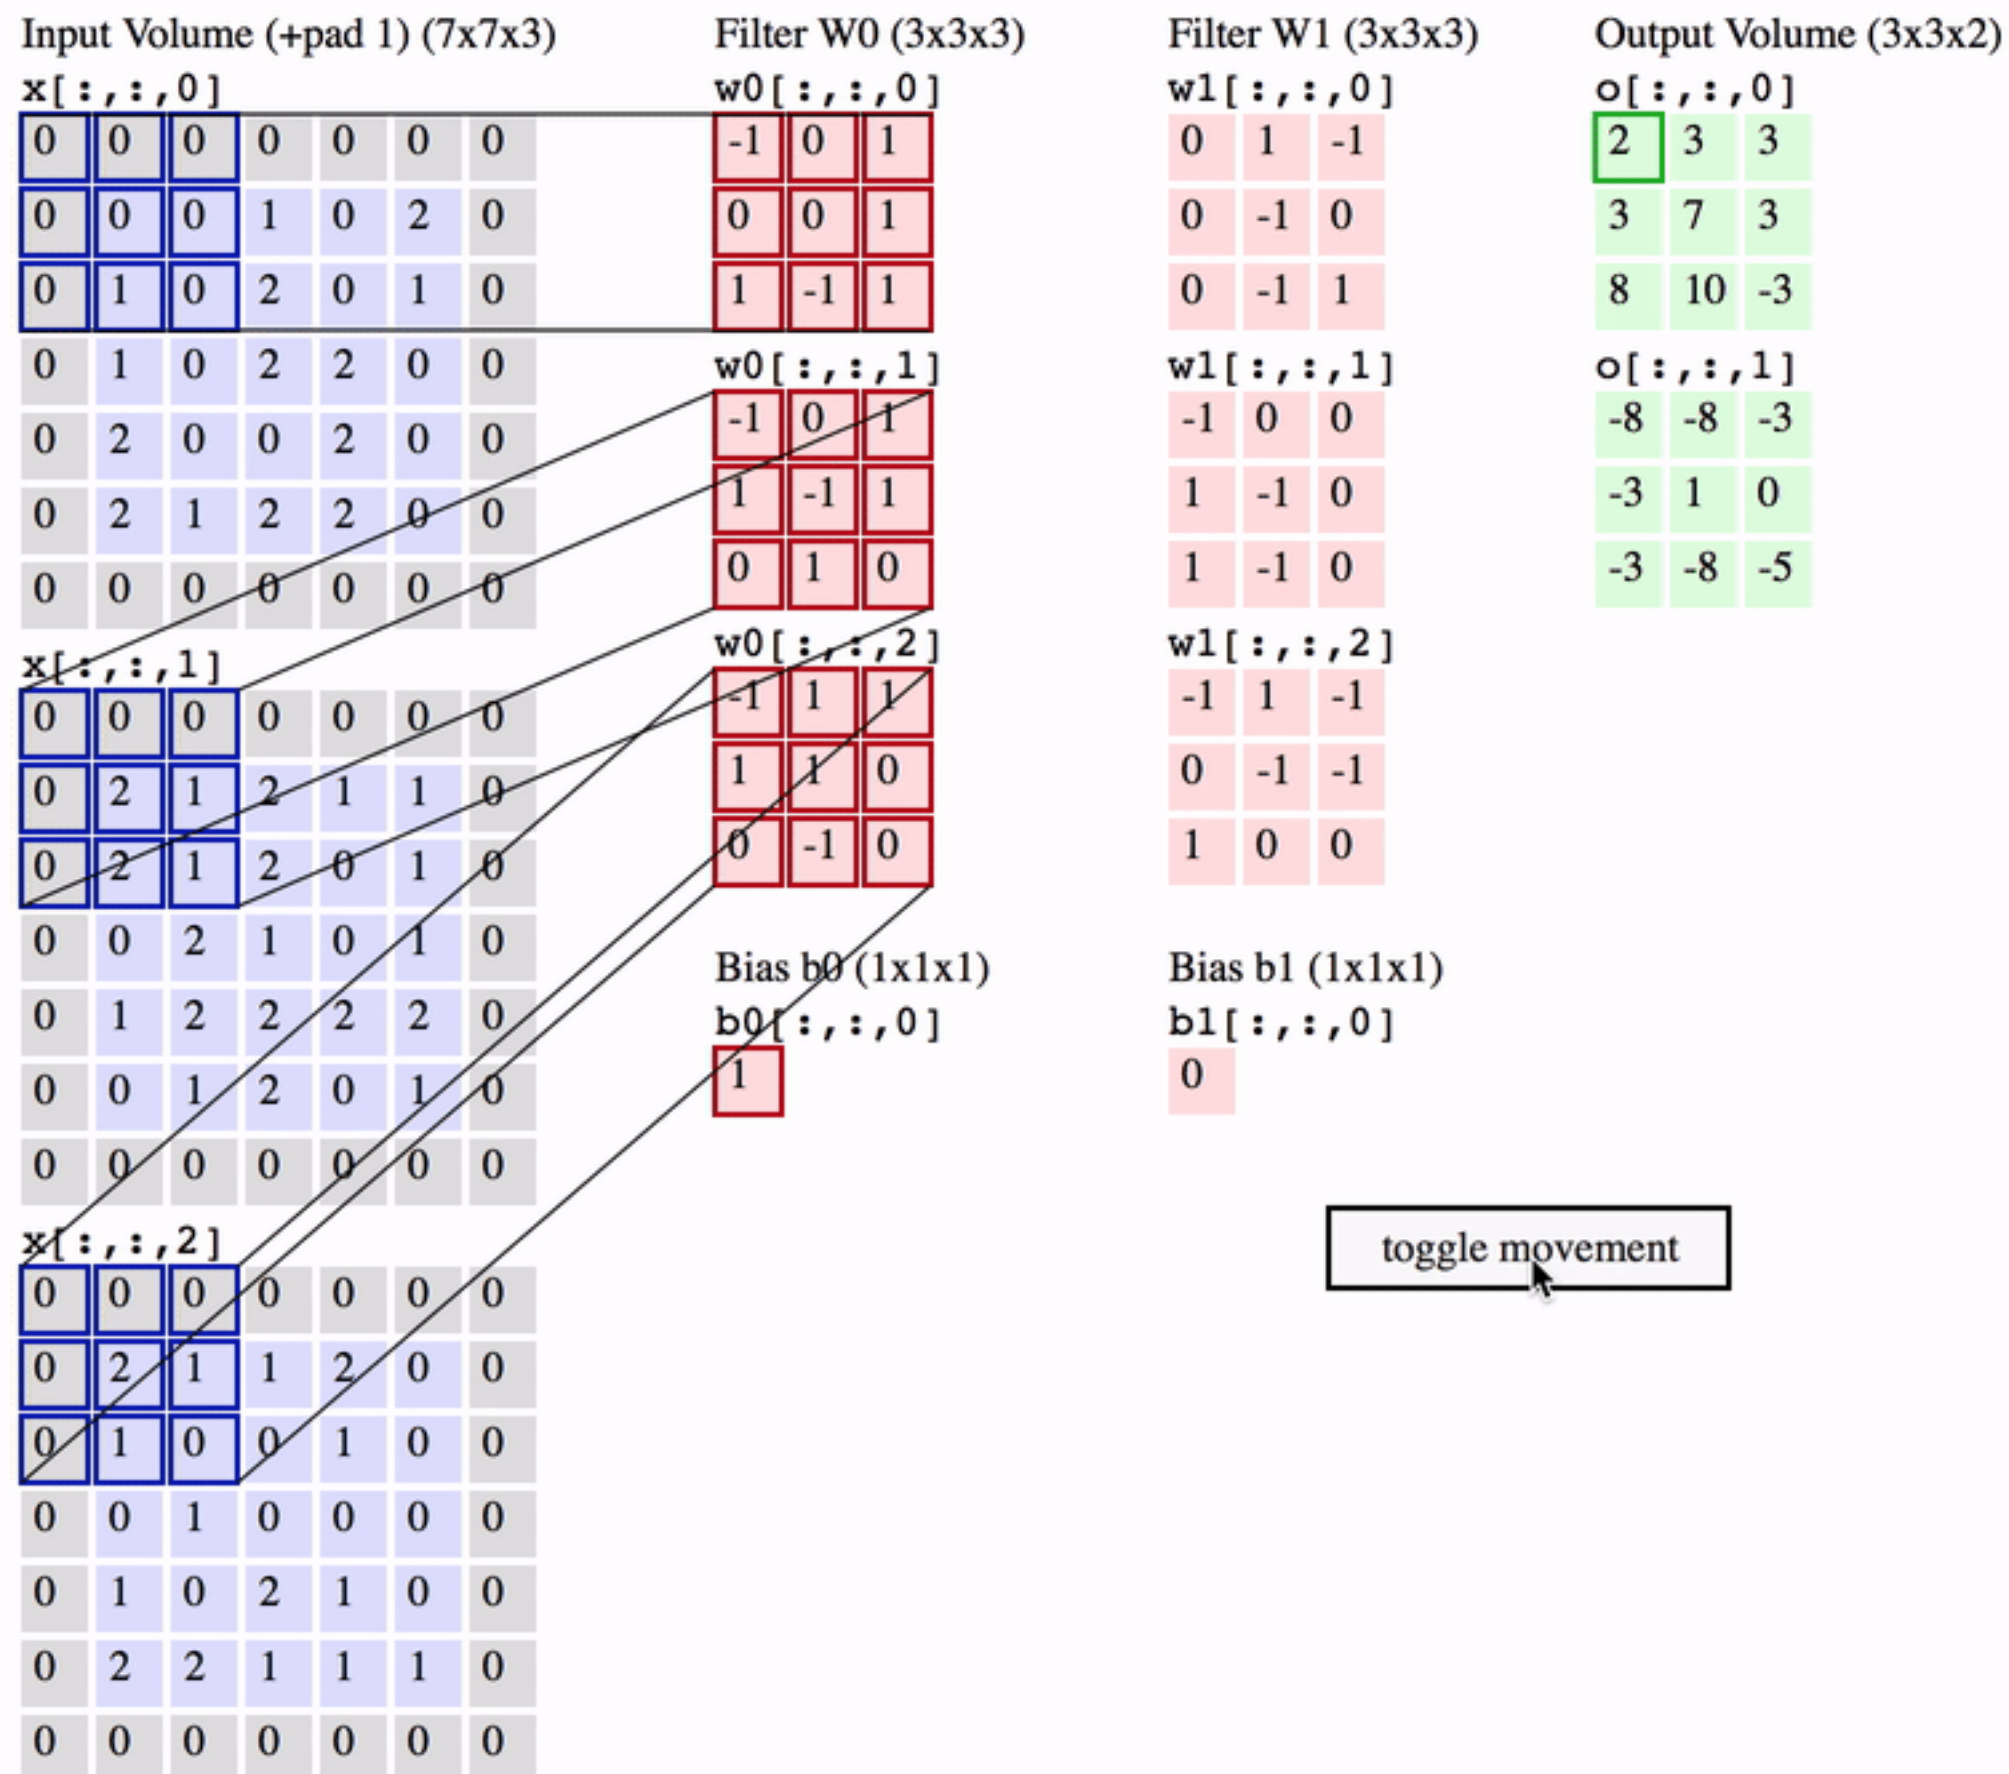 Input Volume (+pad 1) (7x7x3)
x[:,:,0]
0 0 0 0 0 0 0
0 0 0 1 0 2 0
0 1 0 2 0 1 0
0 1 0 2 2 0 0
0 2 0 0 2 0 0
0 2 1 2 2 0 0
0 0 0 0 0 0 0
x[:,:,1]
0 0 0 0 0 0 0
0 2 1 2 1 1 0
0 2 1 2 0 1 0
0 0 2 1 0 1 0
0 1 2 2 2 2 0
0 0 1 2 0 1 0
0 0 0 0 0 0 0
x[:,:,2]
0 0 0 0 0 0 0
0 2 1 1 2 0 0
0 1 0 0 1 0 0
0 0 1 0 0 0 0
0 1 0 2 1 0 0
0 2 2 1 1 1 0
0 0 0 0 0 0 0
Filter W0 (3x3x3)
w0[:,:,0]
-1 0 1
0 0 1
1 -1 1
w0[:,:,1]
-1 0 1
1 -1 1
0 1 0
w0[:,:,2]
-1 1 1
1 1 0
0 -1 0
Bias b0 (1x1x1)
b0[:,:,0]
1
Filter W1 (3x3x3)
w1[:,:,0]
0 1 -1
0 -1 0
0 -1 1
w1[:,:,1]
-1 0 0
1 -1 0
1 -1 0
w1[:,:,2]
-1 1 -1
0 -1 -1
1 0 0
Bias b1 (1x1x1)
b1[:,:,0]
0
Output Volume (3x3x2)
o[:,:,0]
2 3 3
3 7 3
8 10 -3
o[:,:,1]
-8 -8 -3
-3 1 0
-3 -8 -5
toggle movement